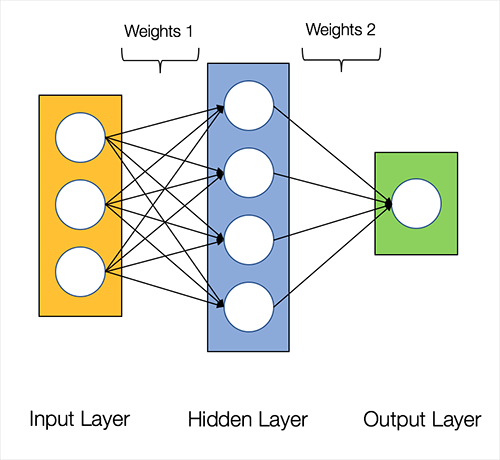 Weights 1
Weights 2
Input Layer
Hidden Layer
Output Layer